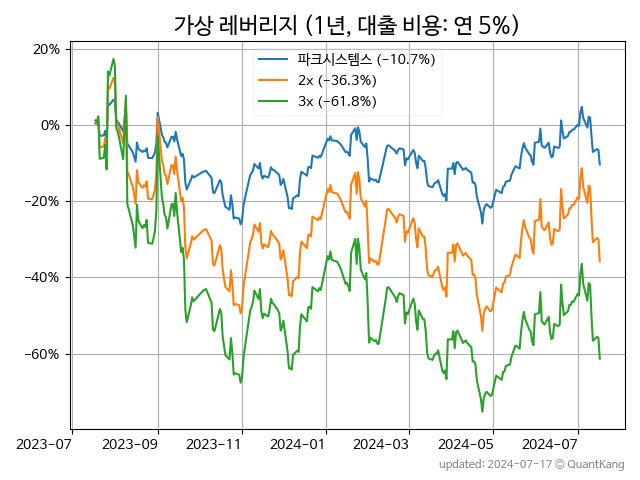 가상 레버리지 (1년, 대출 비용: 연 5%)
파크시스템스 (−10.7%)
2x (−36.3%)
3x (−61.8%)
20%
0%
−20%
−40%
−60%
2023-07 2023-09 2023-11 2024-01 2024-03 2024-05 2024-07
updated: 2024-07-17 © QuantKang